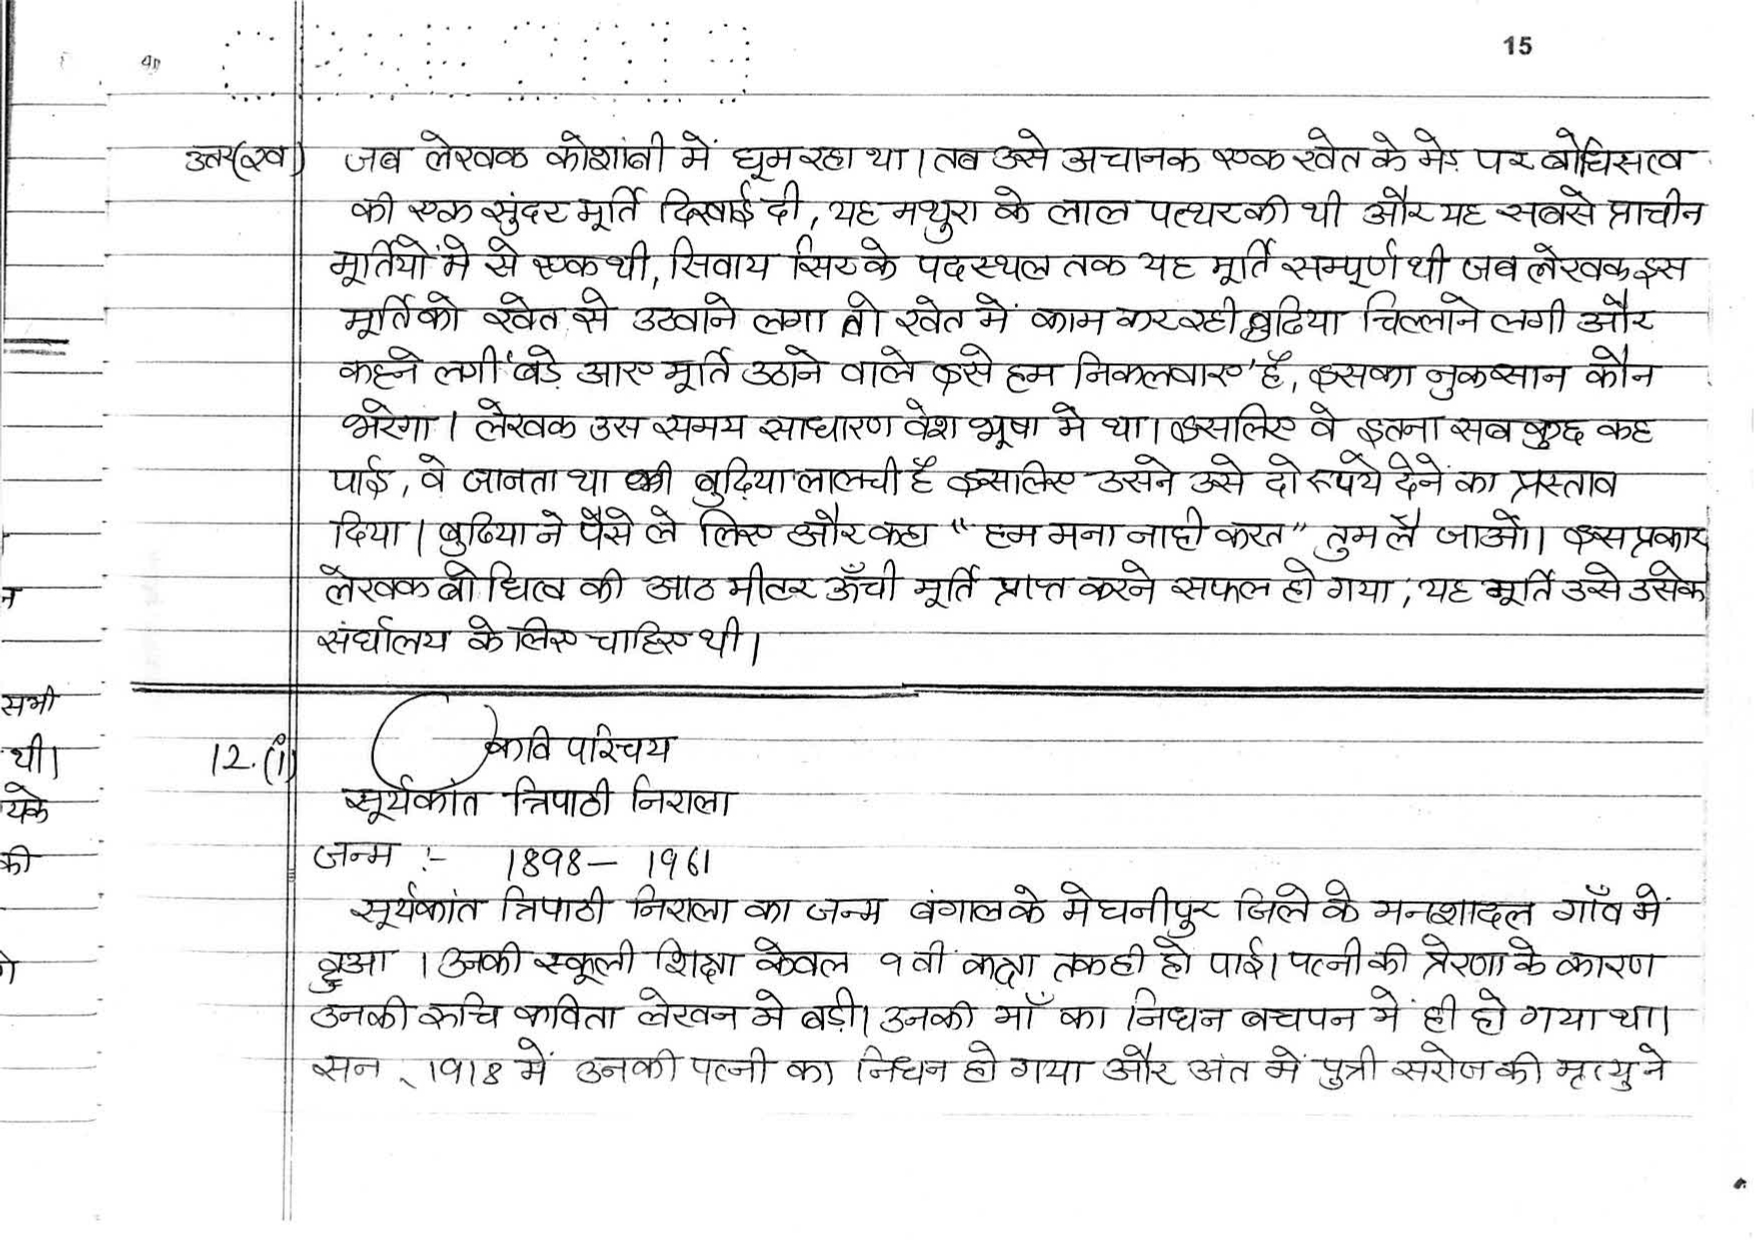 15
उत्तर(ख) जब लेखक कोशांबी में घूम रहा था। तब उसे अचानक एक खेत के मेड़ पर बोधिसत्व
की एक सुंदर मूर्ति दिखाई दी, यह मथुरा के लाल पत्थर की थी और यह सबसे प्राचीन
मूर्तियों मे से एक थी, सिवाय सिर के पदस्थल तक यह मूर्ति सम्पूर्ण थी जब लेखक इस
मूर्ति को खेत से उठवाने लगा तो खेत में काम कर रही बुढिया चिल्लाने लगी और
कहने लगी 'बड़े आए मूर्ति उठाने वाले इसे हम निकलवाए' हैं, इसका नुकसान कौन
भरेगा। लेखक उस समय साधारण वेश भूषा मे था। इसलिए वे इतना सब कुछ कह
पाई, वे जानता था की बुढ़िया लालची है इसलिए उसने उसे दो रुपये देने का प्रस्ताव
दिया। बुढिया ने पैसे ले लिए और कहा "हम मना नाही करत" तुम ले जाओ। इस प्रकार
लेखक बोधित्व की आठ मीटर ऊँची मूर्ति प्राप्त करने सफल हो गया, यह मूर्ति उसे उसके
संर्घालय के लिए चाहिए थी।
12.(i) कवि परिचय
सूर्यकांत त्रिपाठी निराला
जन्म :- 1898 – 1961
सूर्यकांत त्रिपाठी निराला का जन्म बंगाल के मेघनीपुर जिले के मनशादल गाँव में
हुआ । उनकी स्कूली शिक्षा केवल ९ वी कक्षा तक ही हो पाई। पत्नी की प्रेरणा के कारण
उनकी रुचि कविता लेखन मे बड़ी। उनकी माँ का निधन बचपन में ही हो गया था।
सन् 1918 में उनकी पत्नी का निधन हो गया और अंत में पुत्री सरोज की मृत्यु ने
सभी
थी।
यके
की